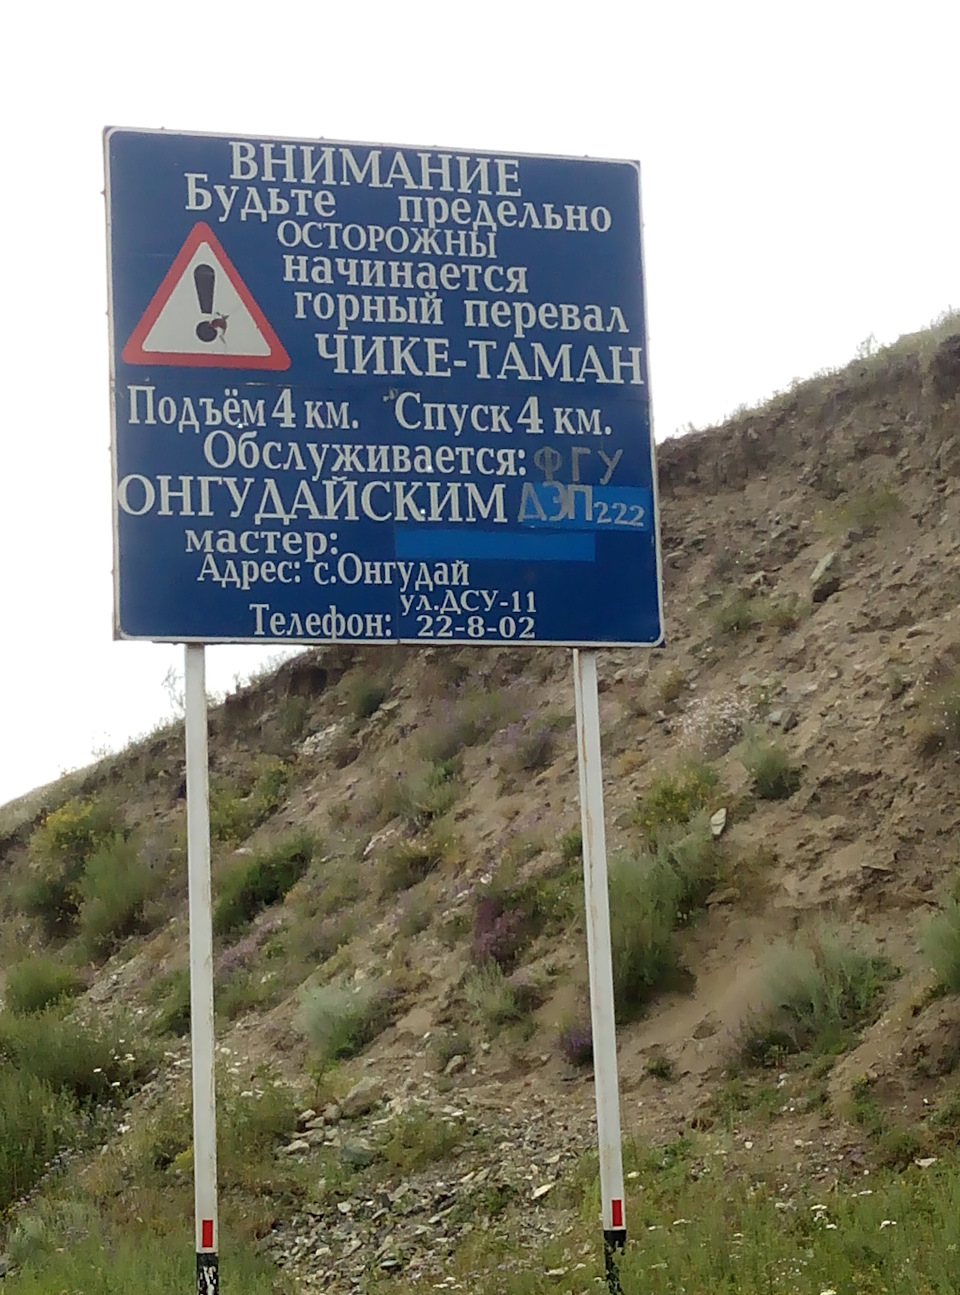 ВНИМАНИЕ
Будьте предельно
осторожны
начинается
горный перевал
ЧИКЕ-ТАМАН
Подъём 4 км. Спуск 4 км.
Обслуживается: ФГУ
ОНГУДАЙСКИМ ДЭП 222
мастер:
Адрес: с.Онгудай
ул.ДСУ-11
Телефон: 22-8-02